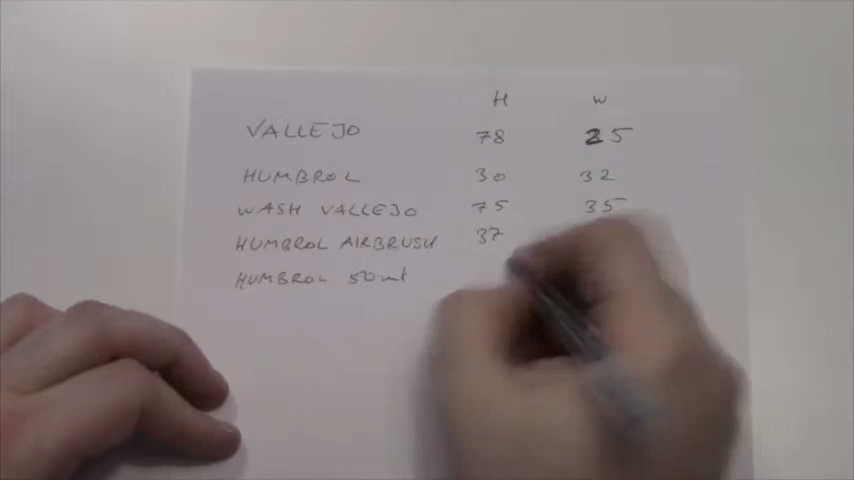 H W
VALLEJO 78 25
HUMBROL 30 32
WASH VALLEJO 75 35
HUMBROL AIRBRUSH 37
HUMBROL 50ml